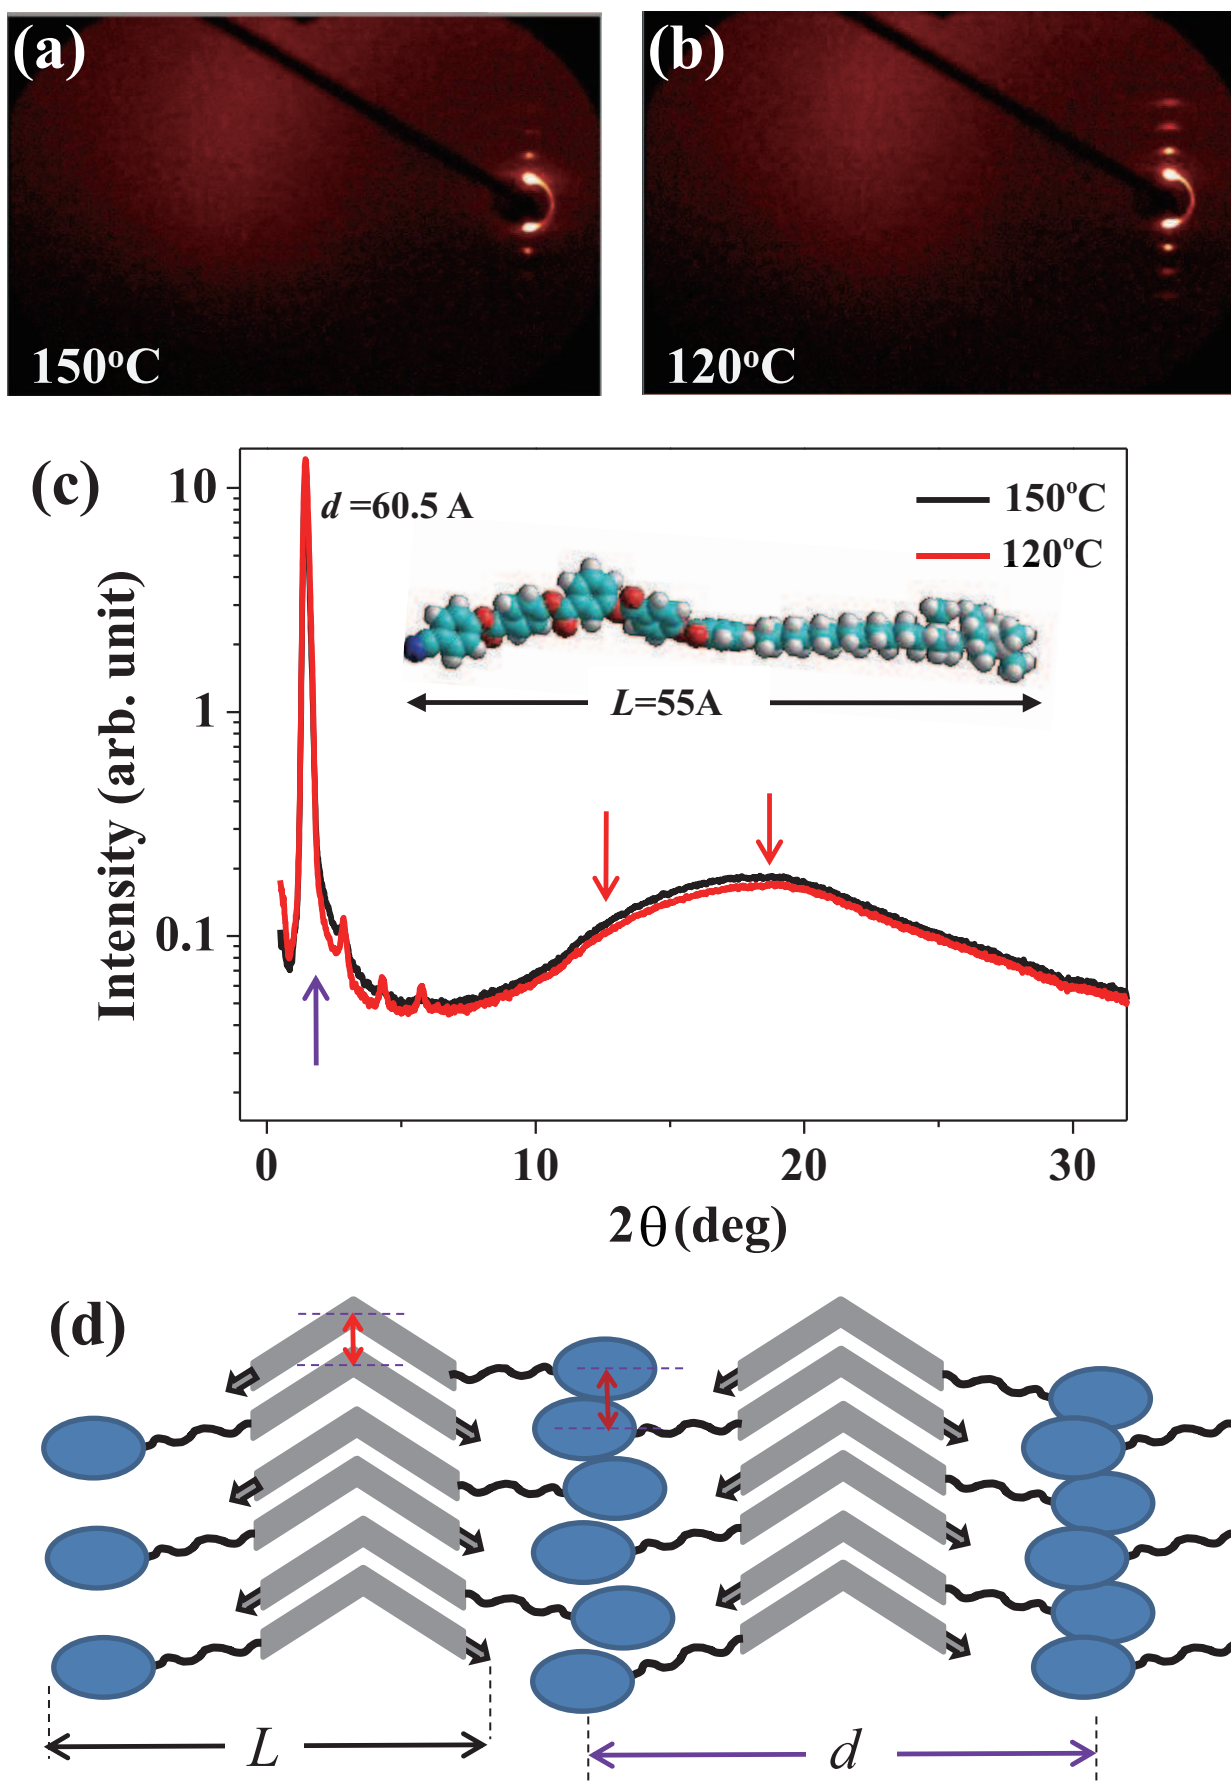 (a)
150°C
(b)
120°C
(c)
d =60.5 A
150°C
120°C
L=55A
Intensity (arb. unit)
10
1
0.1
0
10
20
30
2θ (deg)
(d)
L
d